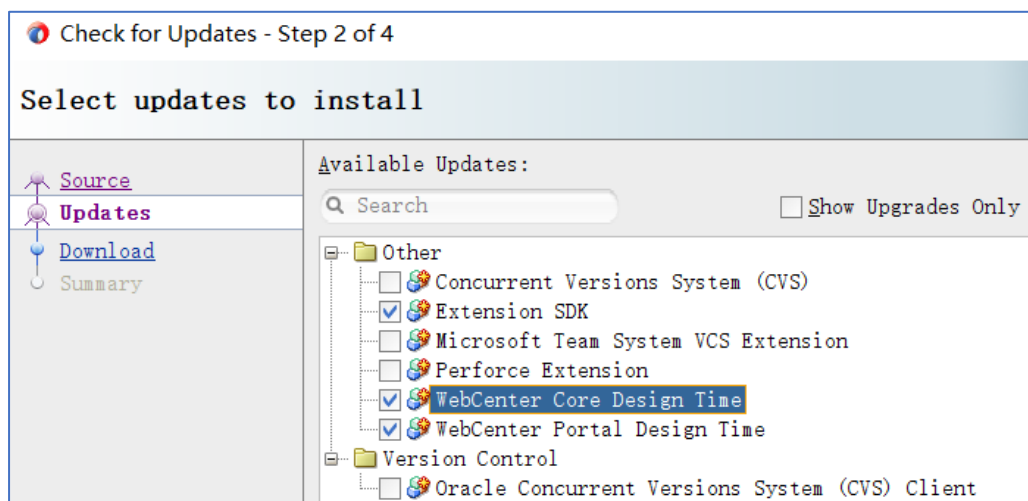 Check for Updates - Step 2 of 4
Select updates to install
Source
Updates
Download
Summary
Available Updates:
Search
Show Upgrades Only
Other
Concurrent Versions System (CVS)
Extension SDK
Microsoft Team System VCS Extension
Perforce Extension
WebCenter Core Design Time
WebCenter Portal Design Time
Version Control
Oracle Concurrent Versions System (CVS) Client